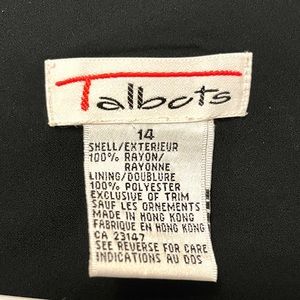 Talbots
14
SHELL/EXTERIEUR
100% RAYON/
RAYONNE
LINING/DOUBLURE
100% POLYESTER
EXCLUSIVE OF TRIM
SAUF LES ORNEMENTS
MADE IN HONG KONG
FABRIQUE EN HONG KONG
CA 23147
SEE REVERSE FOR CARE
INDICATIONS AU DOS